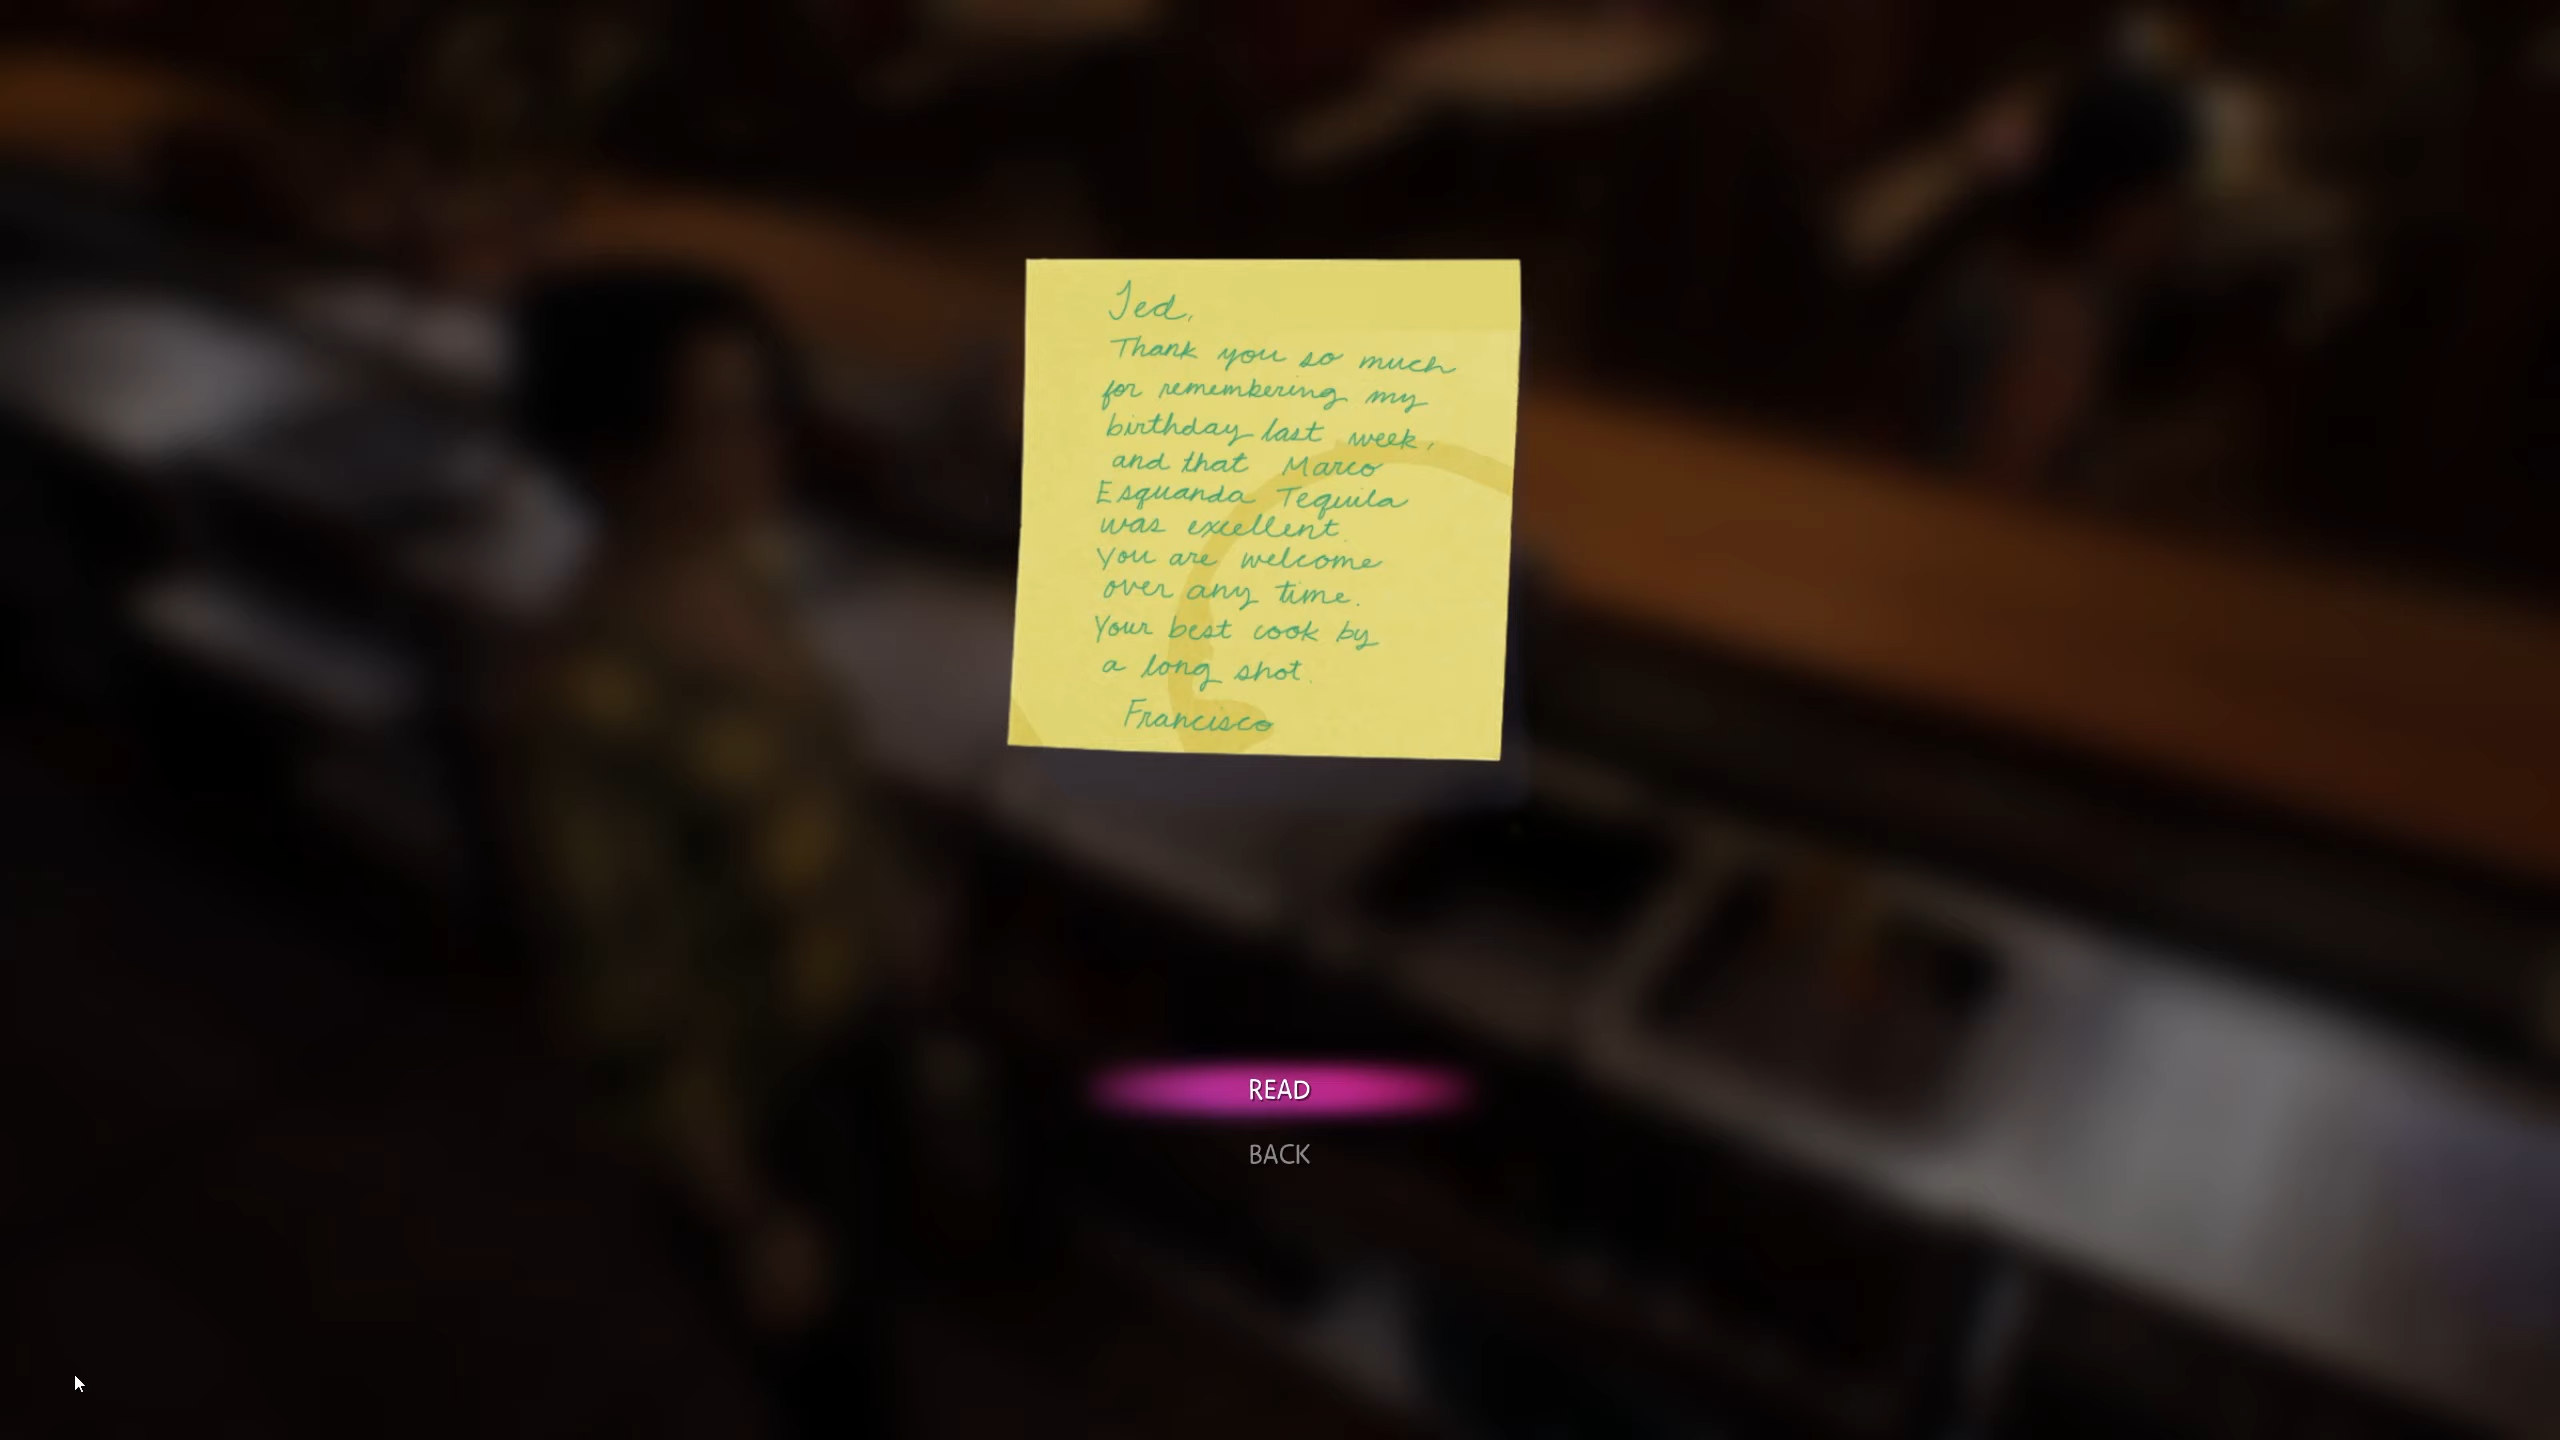 Ted,
Thank you so much
for remembering my
birthday last week,
and that Marco
Esquanda Tequila
was excellent.
You are welcome
over any time.
Your best cook by
a long shot.
Francisco
READ
BACK